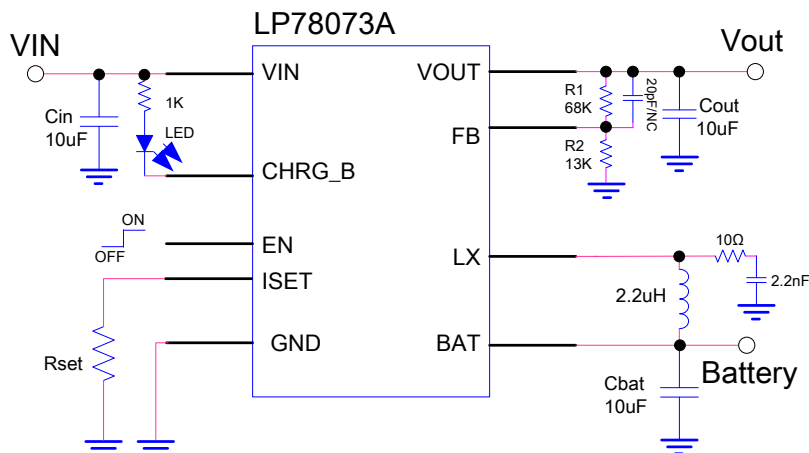 LP78073A
VIN
Vout
VIN
VOUT
1K
R1
68K
20pF/NC
Cin
10uF
Cout
10uF
LED
FB
R2
13K
CHRG_B
ON
OFF
EN
LX
10Ω
ISET
2.2uH
2.2nF
Rset
GND
BAT
Battery
Cbat
10uF